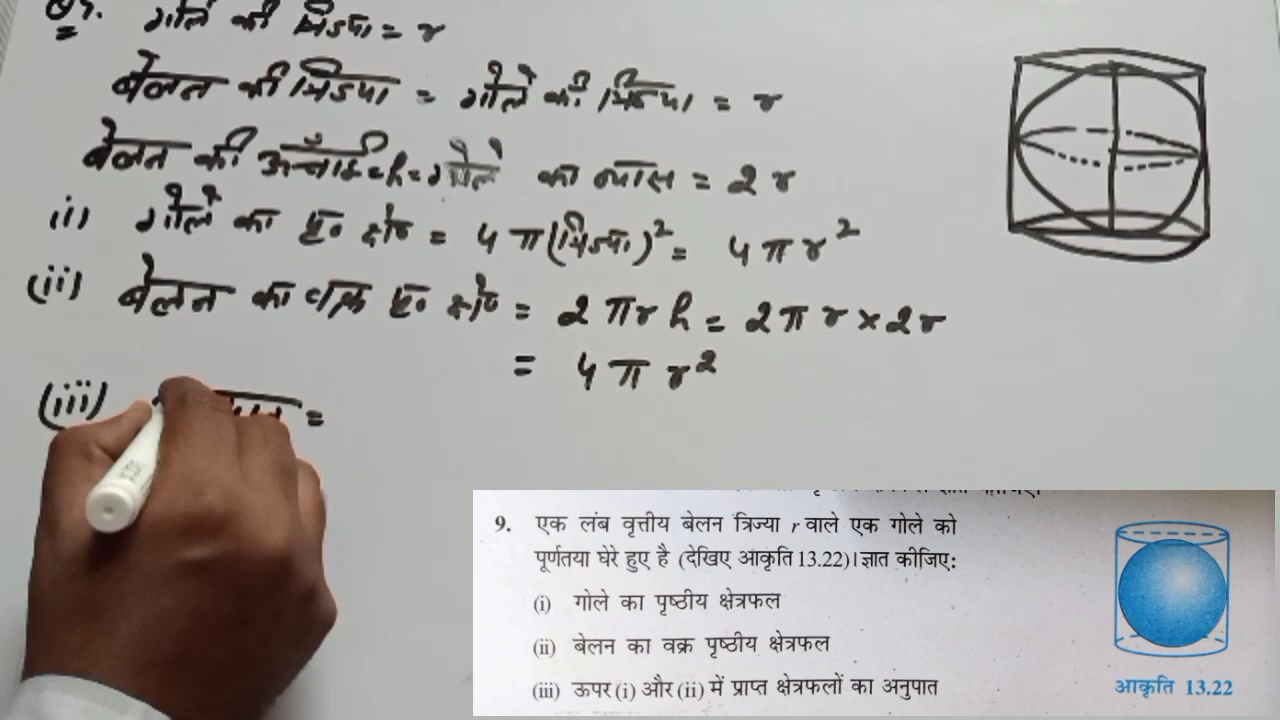 गोले की त्रिज्या = r
बेलन की त्रिज्या = गोले की त्रिज्या = r
बेलन की ऊँचाई = h = गोले का व्यास = 2r
(i) गोले का पृ० क्षे० = 4π(त्रिज्या)² = 4πr²
(ii) बेलन का वक्र पृ० क्षे० = 2πrh = 2πr×2r
= 4πr²
(iii) =
9. एक लंब वृत्तीय बेलन त्रिज्या r वाले एक गोले को
पूर्णतया घेरे हुए है (देखिए आकृति 13.22)। ज्ञात कीजिए:
(i) गोले का पृष्ठीय क्षेत्रफल
(ii) बेलन का वक्र पृष्ठीय क्षेत्रफल
(iii) ऊपर (i) और (ii) में प्राप्त क्षेत्रफलों का अनुपात
आकृति 13.22